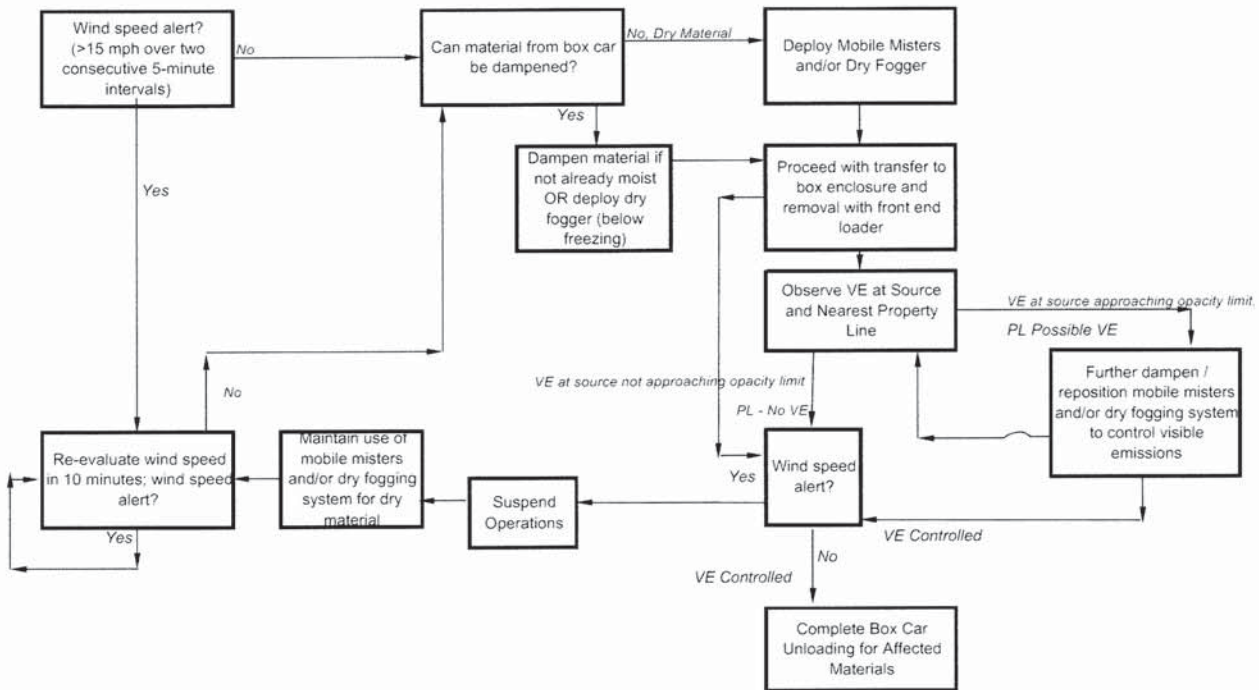 Wind speed alert?
(>15 mph over two
consecutive 5-minute
intervals)
No
Can material from box car
be dampened?
No, Dry Material
Deploy Mobile Misters
and/or Dry Fogger
Yes
Yes
Dampen material if
not already moist
OR deploy dry
fogger (below
freezing)
Proceed with transfer to
box enclosure and
removal with front end
loader
Observe VE at Source
and Nearest Property
Line
VE at source approaching opacity limit.
PL Possible VE
Further dampen /
reposition mobile misters
and/or dry fogging system
to control visible
emissions
VE at source not approaching opacity limit
PL - No VE
No
Re-evaluate wind speed
in 10 minutes; wind speed
alert?
Yes
Maintain use of
mobile misters
and/or dry fogging
system for dry
material
Suspend
Operations
Yes
Wind speed
alert?
VE Controlled
No
VE Controlled
Complete Box Car
Unloading for Affected
Materials